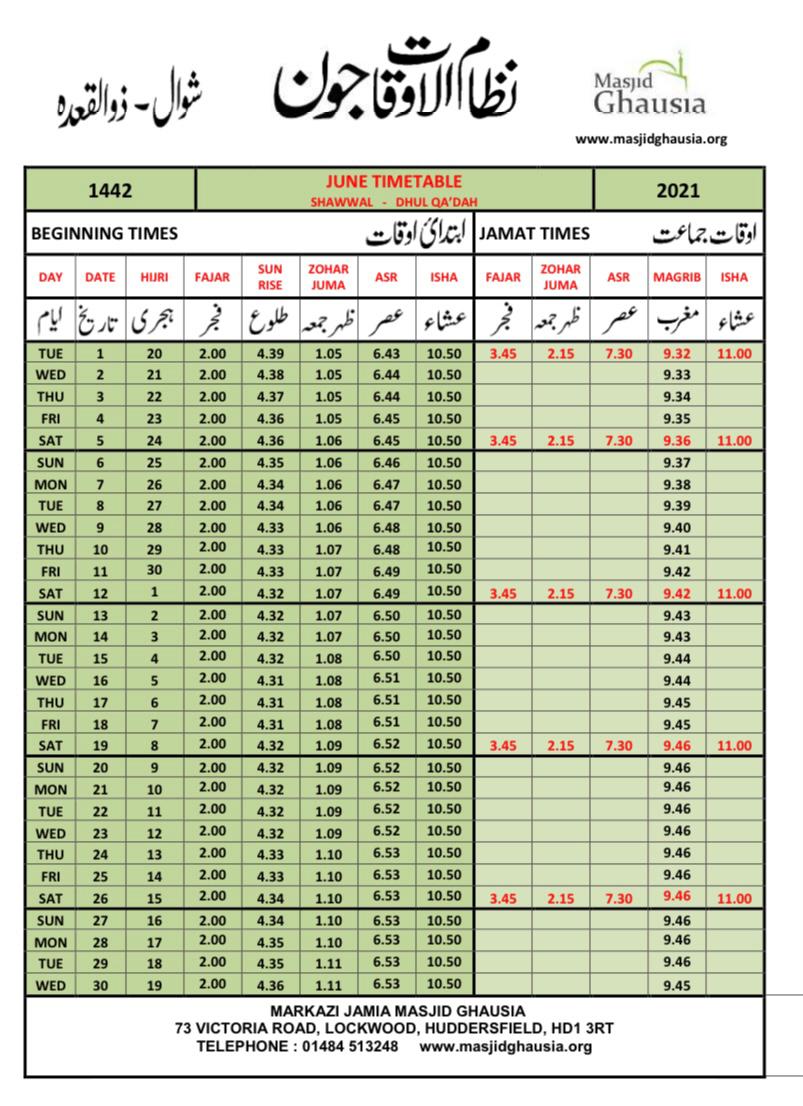 شوال - ذوالقعدہ
نظام الاوقات جون
Masjid
Ghausia
www.masjidghausia.org
1442 JUNE TIMETABLE 2021
SHAWWAL - DHUL QA’DAH
BEGINNING TIMES ابتدائ اوقات JAMAT TIMES اوقات جماعت
DAY DATE HIJRI FAJAR SUN RISE ZOHAR JUMA ASR ISHA FAJAR ZOHAR JUMA ASR MAGRIB ISHA
ایام تاریخ ہجری فجر طلوع ظہر جمعہ عصر عشاء فجر ظہر جمعہ عصر مغرب عشاء
TUE 1 20 2.00 4.39 1.05 6.43 10.50 3.45 2.15 7.30 9.32 11.00
WED 2 21 2.00 4.38 1.05 6.44 10.50 9.33
THU 3 22 2.00 4.37 1.05 6.44 10.50 9.34
FRI 4 23 2.00 4.36 1.05 6.45 10.50 9.35
SAT 5 24 2.00 4.36 1.06 6.45 10.50 3.45 2.15 7.30 9.36 11.00
SUN 6 25 2.00 4.35 1.06 6.46 10.50 9.37
MON 7 26 2.00 4.34 1.06 6.47 10.50 9.38
TUE 8 27 2.00 4.34 1.06 6.47 10.50 9.39
WED 9 28 2.00 4.33 1.06 6.48 10.50 9.40
THU 10 29 2.00 4.33 1.07 6.48 10.50 9.41
FRI 11 30 2.00 4.33 1.07 6.49 10.50 9.42
SAT 12 1 2.00 4.32 1.07 6.49 10.50 3.45 2.15 7.30 9.42 11.00
SUN 13 2 2.00 4.32 1.07 6.50 10.50 9.43
MON 14 3 2.00 4.32 1.07 6.50 10.50 9.43
TUE 15 4 2.00 4.32 1.08 6.50 10.50 9.44
WED 16 5 2.00 4.31 1.08 6.51 10.50 9.44
THU 17 6 2.00 4.31 1.08 6.51 10.50 9.45
FRI 18 7 2.00 4.31 1.08 6.51 10.50 9.45
SAT 19 8 2.00 4.32 1.09 6.52 10.50 3.45 2.15 7.30 9.46 11.00
SUN 20 9 2.00 4.32 1.09 6.52 10.50 9.46
MON 21 10 2.00 4.32 1.09 6.52 10.50 9.46
TUE 22 11 2.00 4.32 1.09 6.52 10.50 9.46
WED 23 12 2.00 4.32 1.09 6.52 10.50 9.46
THU 24 13 2.00 4.33 1.10 6.53 10.50 9.46
FRI 25 14 2.00 4.33 1.10 6.53 10.50 9.46
SAT 26 15 2.00 4.34 1.10 6.53 10.50 3.45 2.15 7.30 9.46 11.00
SUN 27 16 2.00 4.34 1.10 6.53 10.50 9.46
MON 28 17 2.00 4.35 1.10 6.53 10.50 9.46
TUE 29 18 2.00 4.35 1.11 6.53 10.50 9.46
WED 30 19 2.00 4.36 1.11 6.53 10.50 9.45
MARKAZI JAMIA MASJID GHAUSIA
73 VICTORIA ROAD, LOCKWOOD, HUDDERSFIELD, HD1 3RT
TELEPHONE : 01484 513248 www.masjidghausia.org